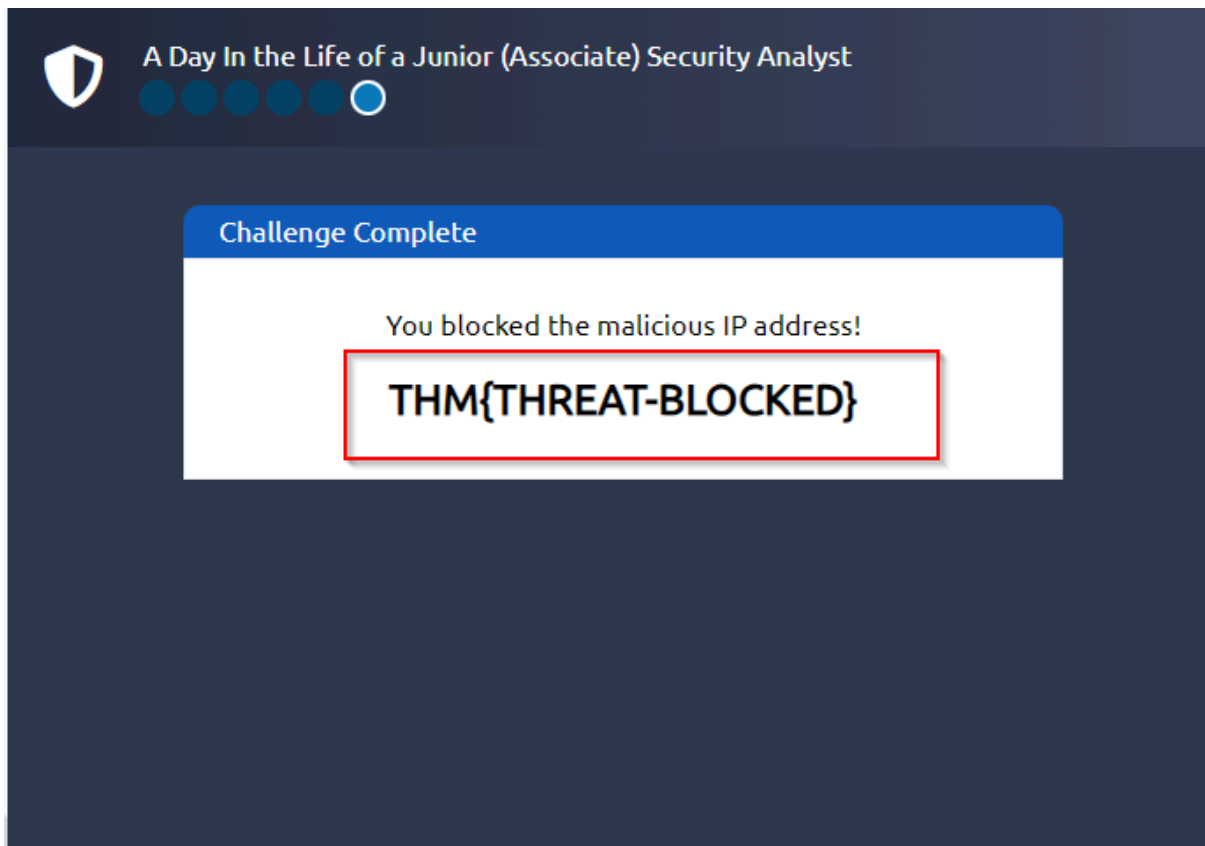 A Day In the Life of a Junior (Associate) Security Analyst
Challenge Complete
You blocked the malicious IP address!
THM{THREAT-BLOCKED}